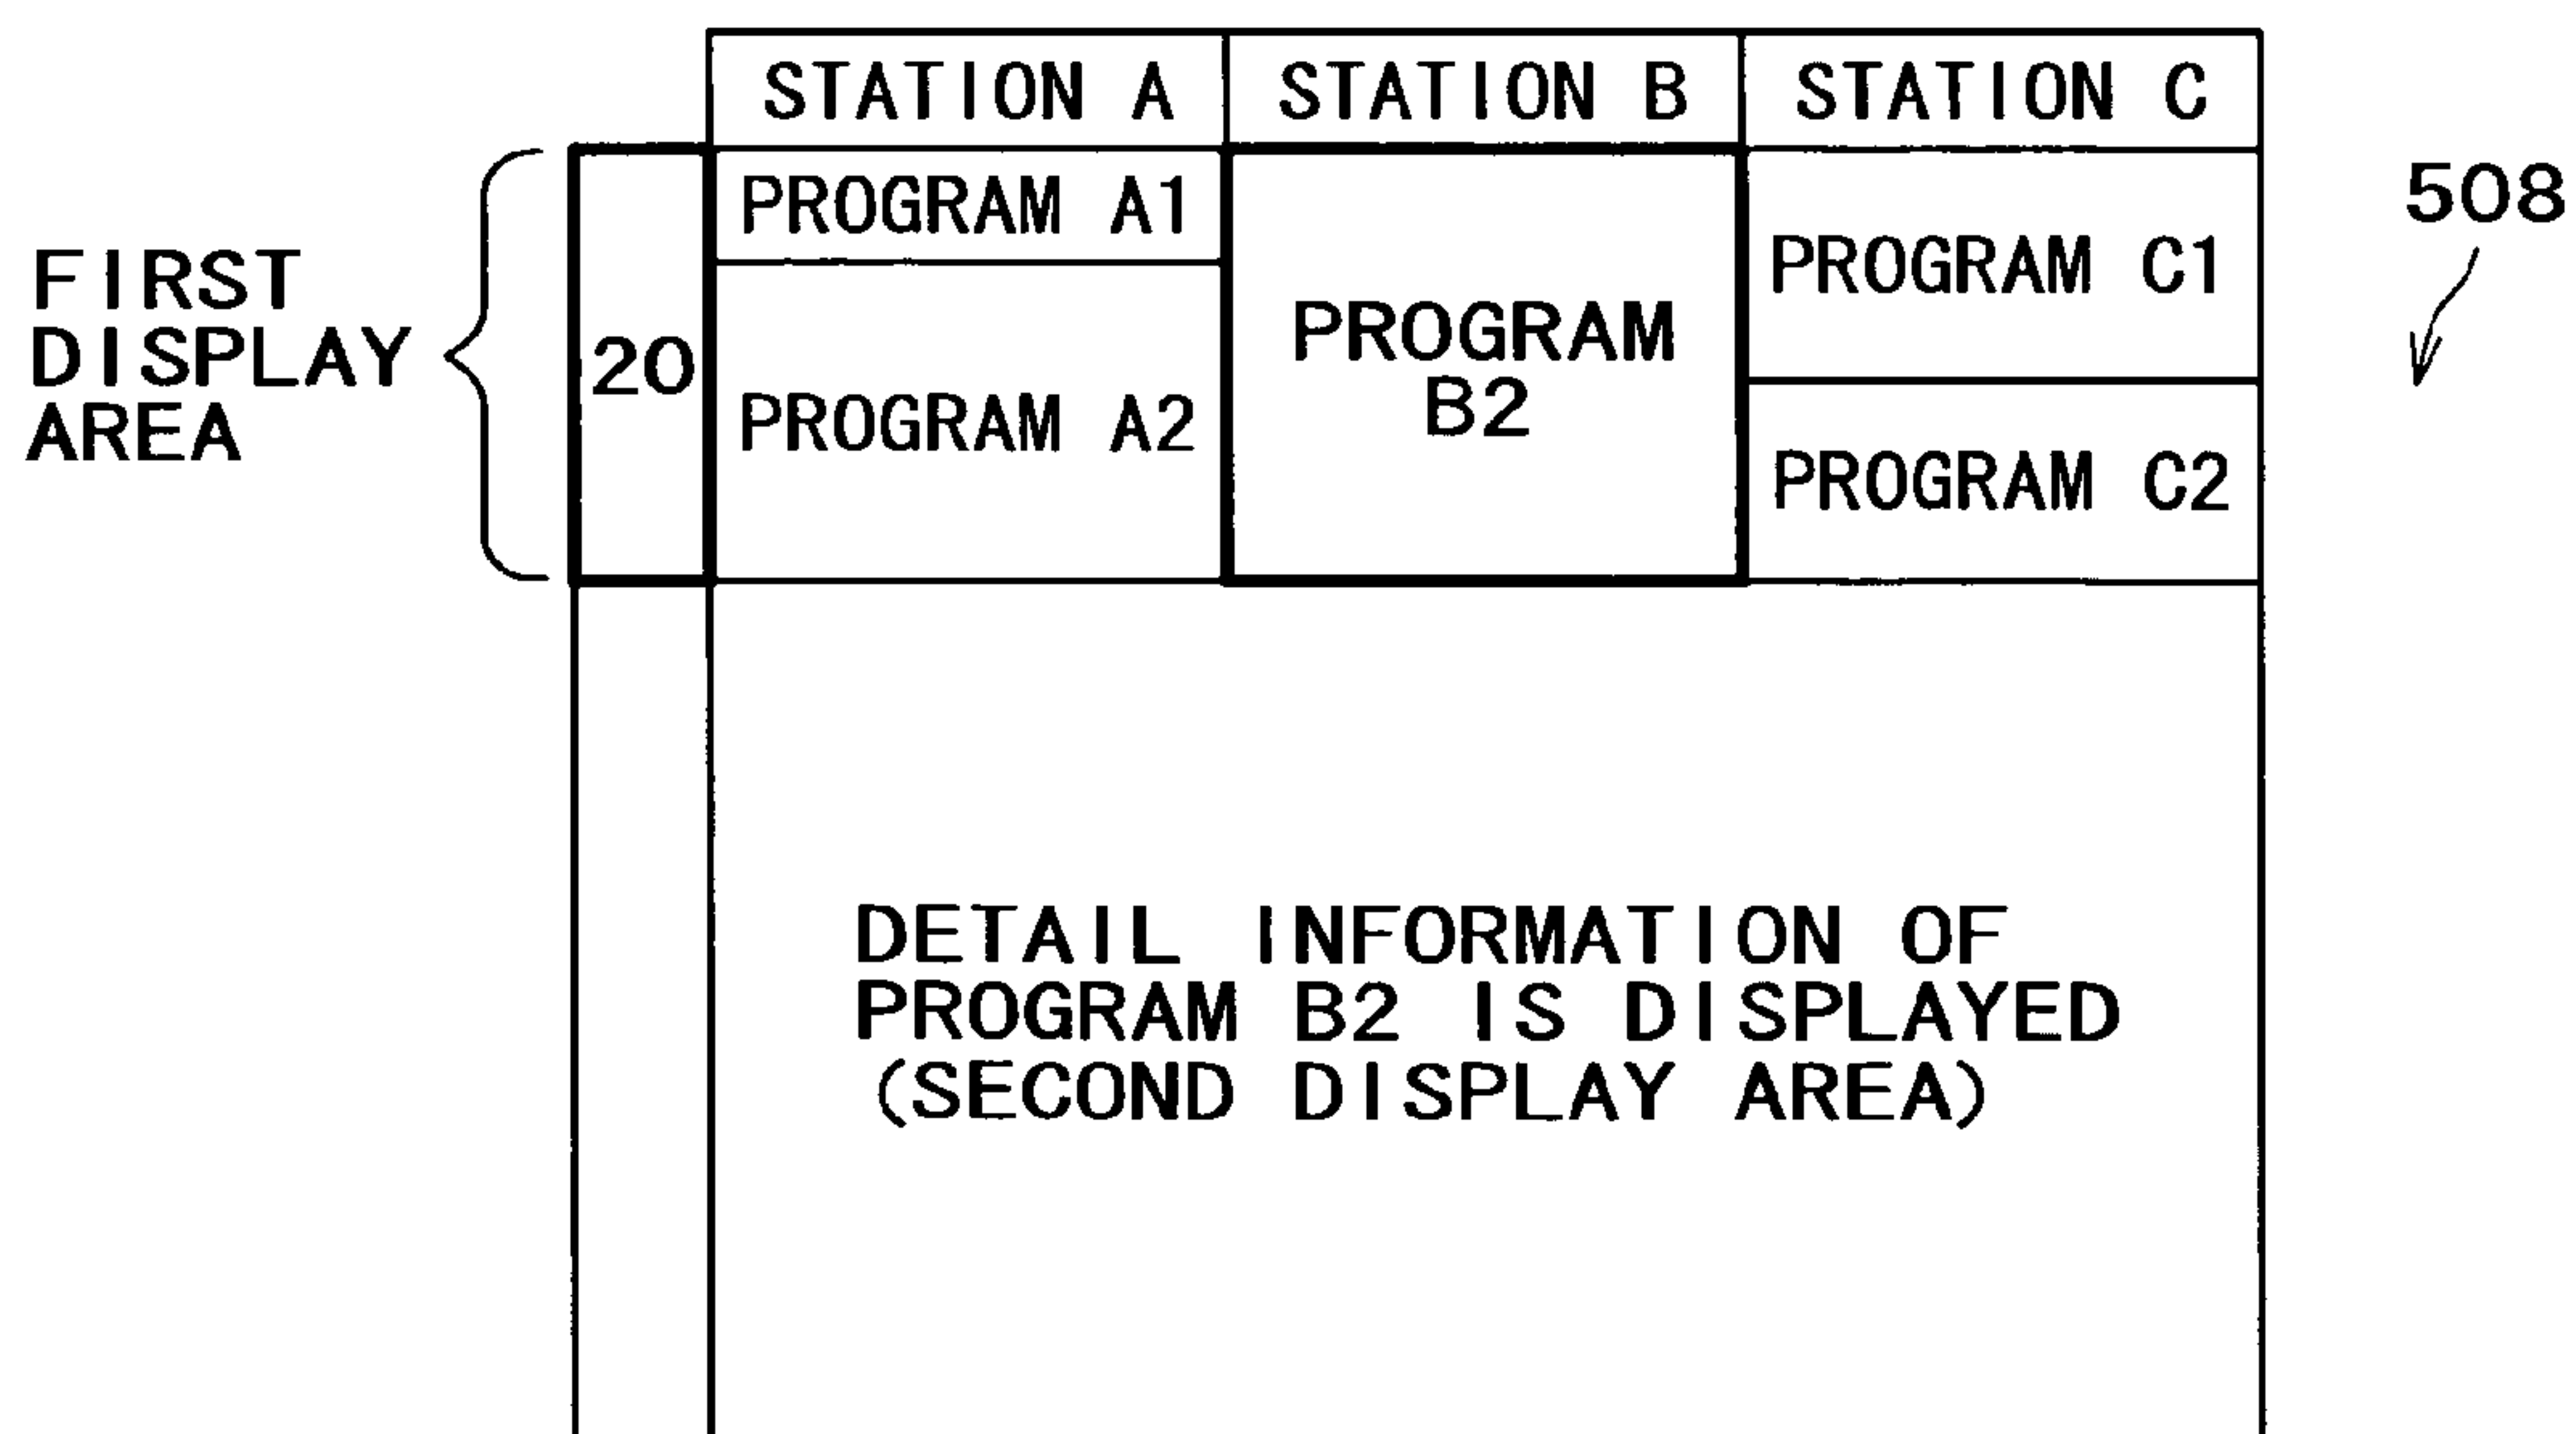 STATION A STATION B STATION C
FIRST
DISPLAY
AREA
20
PROGRAM A1
PROGRAM A2
PROGRAM
B2
PROGRAM C1
PROGRAM C2
508
DETAIL INFORMATION OF
PROGRAM B2 IS DISPLAYED
(SECOND DISPLAY AREA)